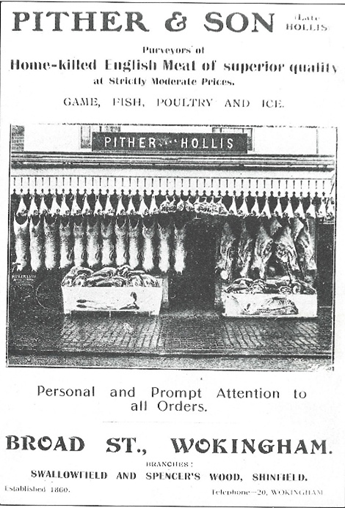 PITHER & SON (Late HOLLIS)
Purveyors of
Home-killed English Meat of superior quality
at Strictly Moderate Prices.
GAME, FISH, POULTRY AND ICE.
PITHER LATE HOLLIS
Personal and Prompt Attention to
all Orders.
BROAD ST., WOKINGHAM.
BRANCHES:
SWALLOWFIELD AND SPENCER'S WOOD, SHINFIELD.
Established 1860.
Telephone—20, WOKINGHAM